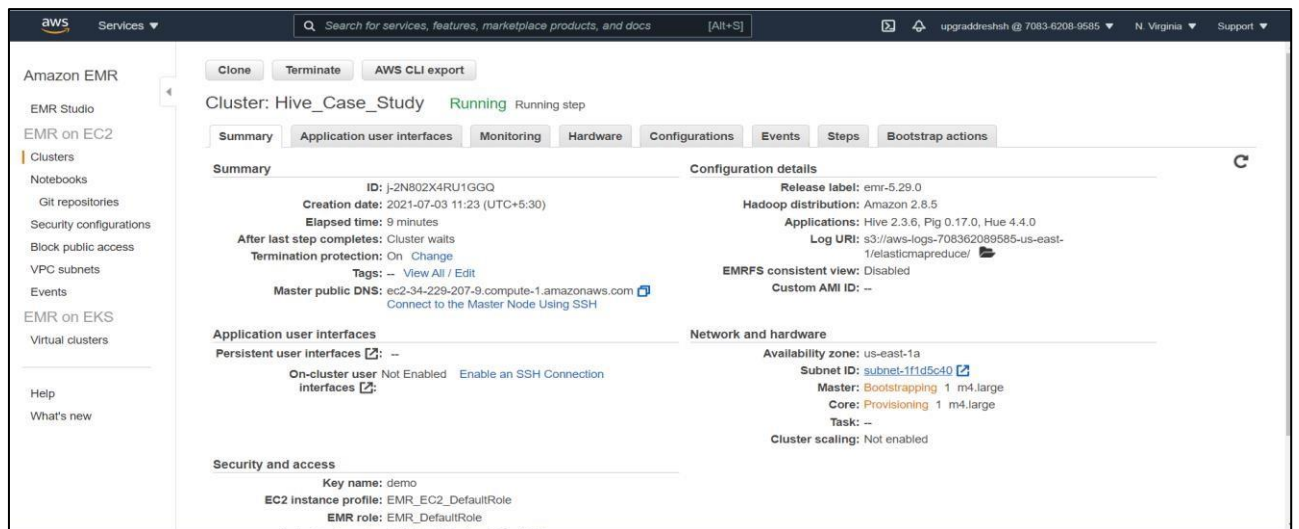 aws Services ▼ Search for services, features, marketplace products, and docs [Alt+S] upgraddreshsh @ 7083-6208-9585 ▼ N. Virginia ▼ Support ▼
Amazon EMR
EMR Studio
EMR on EC2
Clusters
Notebooks
Git repositories
Security configurations
Block public access
VPC subnets
Events
EMR on EKS
Virtual clusters
Help
What's new
Clone Terminate AWS CLI export
Cluster: Hive_Case_Study Running Running step
Summary Application user interfaces Monitoring Hardware Configurations Events Steps Bootstrap actions
Summary
ID: j-2N802X4RU1GGQ
Creation date: 2021-07-03 11:23 (UTC+5:30)
Elapsed time: 9 minutes
After last step completes: Cluster waits
Termination protection: On Change
Tags: -- View All / Edit
Master public DNS: ec2-34-229-207-9.compute-1.amazonaws.com
Connect to the Master Node Using SSH
Configuration details
Release label: emr-5.29.0
Hadoop distribution: Amazon 2.8.5
Applications: Hive 2.3.6, Pig 0.17.0, Hue 4.4.0
Log URI: s3://aws-logs-708362089585-us-east-
1/elasticmapreduce/
EMRFS consistent view: Disabled
Custom AMI ID: --
Application user interfaces
Persistent user interfaces : --
On-cluster user Not Enabled Enable an SSH Connection
interfaces :
Network and hardware
Availability zone: us-east-1a
Subnet ID: subnet-1f1d5c40
Master: Bootstrapping 1 m4.large
Core: Provisioning 1 m4.large
Task: --
Cluster scaling: Not enabled
Security and access
Key name: demo
EC2 instance profile: EMR_EC2_DefaultRole
EMR role: EMR_DefaultRole